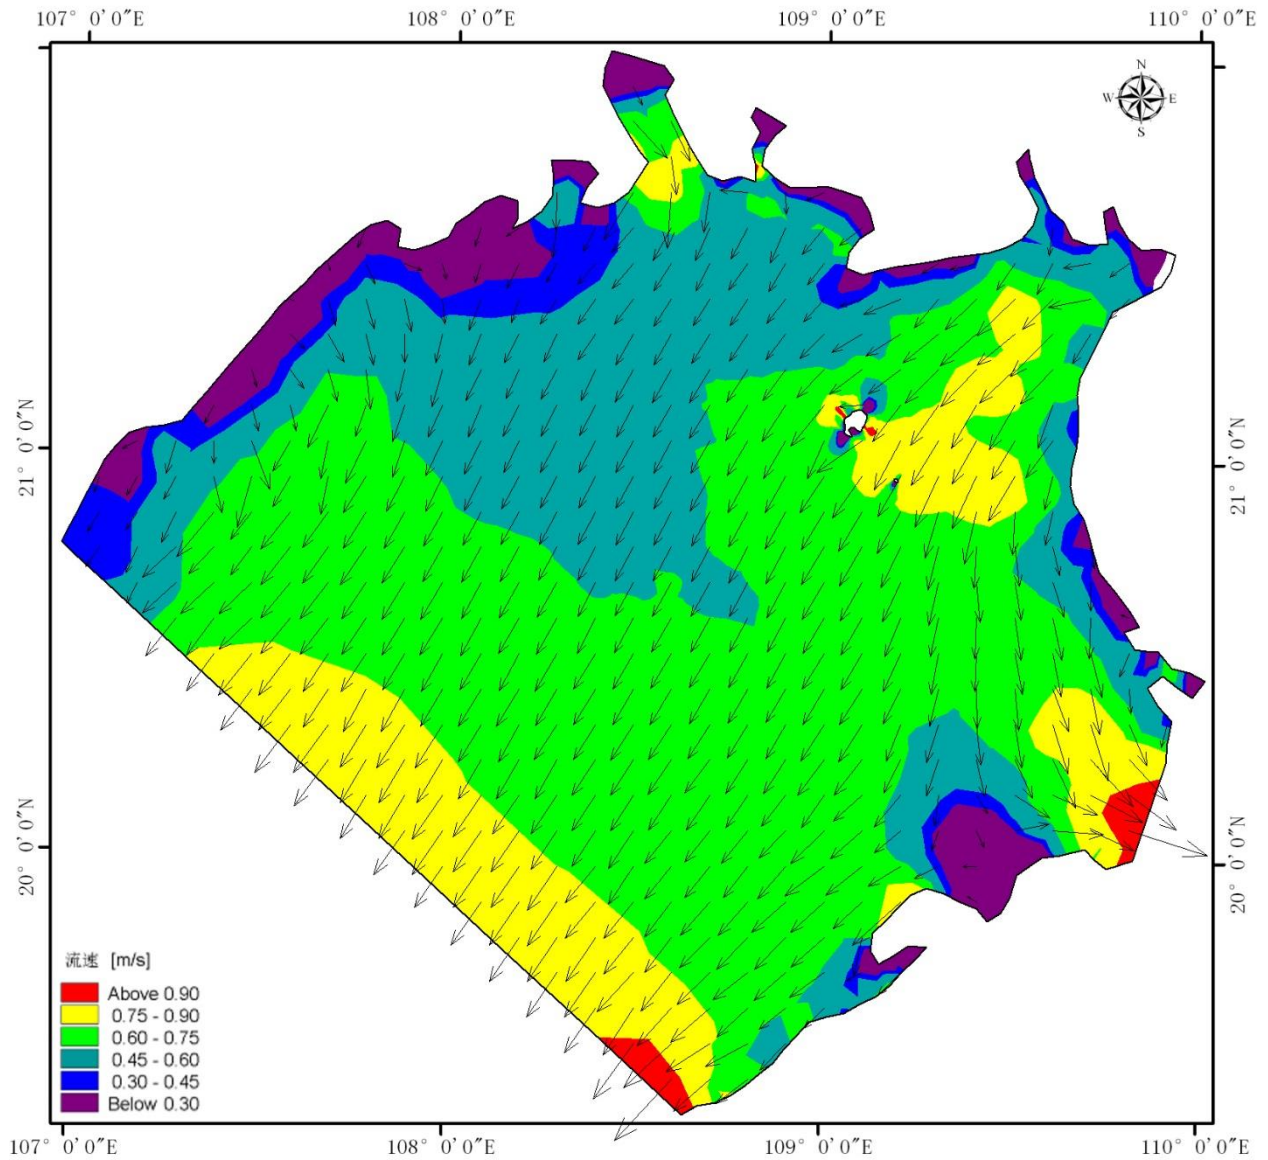 107° 0′0″E 108° 0′0″E 109° 0′0″E 110° 0′0″E
N
W E
S
21° 0′0″N
21° 0′0″N
20° 0′0″N
20° 0′0″N
流速 [m/s]
Above 0.90
0.75 - 0.90
0.60 - 0.75
0.45 - 0.60
0.30 - 0.45
Below 0.30
107° 0′0″E 108° 0′0″E 109° 0′0″E 110° 0′0″E